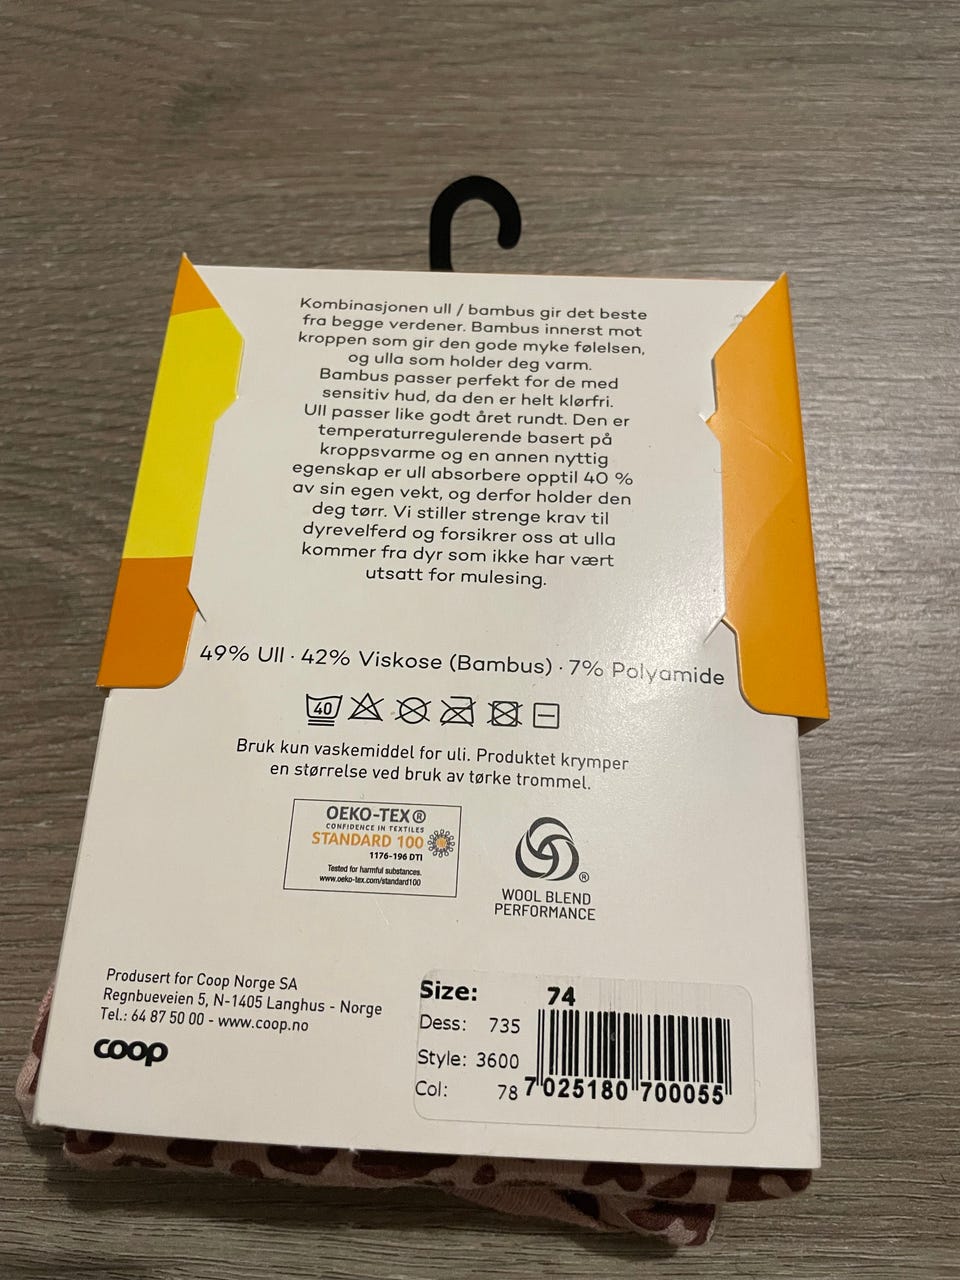 Kombinasjonen ull / bambus gir det beste
fra begge verdener. Bambus innerst mot
kroppen som gir den gode myke følelsen,
og ulla som holder deg varm.
Bambus passer perfekt for de med
sensitiv hud, da den er helt klørfri.
Ull passer like godt året rundt. Den er
temperaturregulerende basert på
kroppsvarme og en annen nyttig
egenskap er ull absorbere opptil 40 %
av sin egen vekt, og derfor holder den
deg tørr. Vi stiller strenge krav til
dyrevelferd og forsikrer oss at ulla
kommer fra dyr som ikke har vært
utsatt for mulesing.
49% Ull · 42% Viskose (Bambus) · 7% Polyamide
40
Bruk kun vaskemiddel for uli. Produktet krymper
en størrelse ved bruk av tørke trommel.
OEKO-TEX®
CONFIDENCE IN TEXTILES
STANDARD 100
1176-196 DTI
Tested for harmful substances.
www.oeko-tex.com/standard100
®
WOOL BLEND
PERFORMANCE
Produsert for Coop Norge SA
Regnbueveien 5, N-1405 Langhus - Norge
Tel.: 64 87 50 00 - www.coop.no
coop
Size: 74
Dess: 735
Style: 3600
Col: 78
7 025180 700055